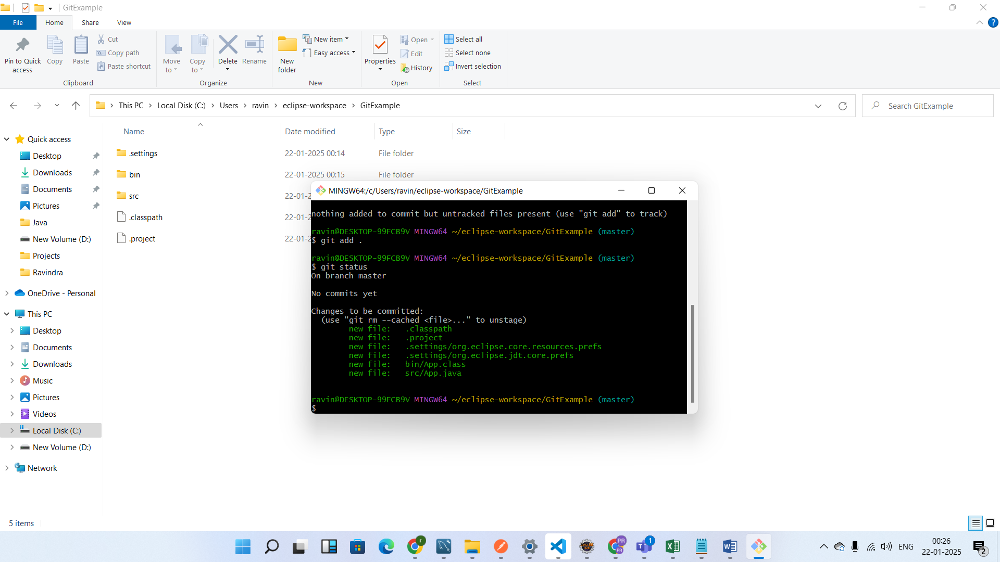 GitExample
File
Home
Share
View
Pin to Quick access
Copy
Paste
Cut
Copy path
Paste shortcut
Clipboard
Move to
Copy to
Delete
Rename
Organize
New folder
New item
Easy access
New
Properties
Open
Edit
History
Open
Select all
Select none
Invert selection
Select
This PC > Local Disk (C:) > Users > ravin > eclipse-workspace > GitExample
Search GitExample
Name Date modified Type Size
.settings 22-01-2025 00:14 File folder
bin 22-01-2025 00:15 File folder
src 22-01-2
.classpath 22-01-2
.project 22-01-2
Quick access
Desktop
Downloads
Documents
Pictures
Java
New Volume (D:)
Projects
Ravindra
OneDrive - Personal
This PC
Desktop
Documents
Downloads
Music
Pictures
Videos
Local Disk (C:)
New Volume (D:)
Network
MINGW64:/c/Users/ravin/eclipse-workspace/GitExample
nothing added to commit but untracked files present (use "git add" to track)
ravin@DESKTOP-99FCB9V MINGW64 ~/eclipse-workspace/GitExample (master)
$ git add .
ravin@DESKTOP-99FCB9V MINGW64 ~/eclipse-workspace/GitExample (master)
$ git status
On branch master
No commits yet
Changes to be committed:
(use "git rm --cached <file>..." to unstage)
new file: .classpath
new file: .project
new file: .settings/org.eclipse.core.resources.prefs
new file: .settings/org.eclipse.jdt.core.prefs
new file: bin/App.class
new file: src/App.java
ravin@DESKTOP-99FCB9V MINGW64 ~/eclipse-workspace/GitExample (master)
$
5 items
r
PR
PR
1
ENG
00:26
22-01-2025
2